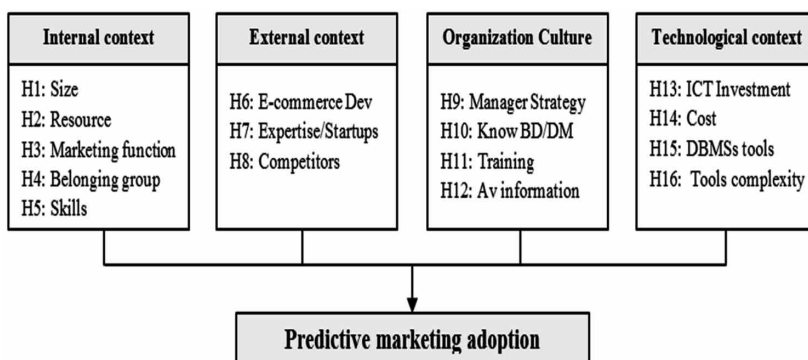 Internal context
H1: Size
H2: Resource
H3: Marketing function
H4: Belonging group
H5: Skills
External context
H6: E-commerce Dev
H7: Expertise/Startups
H8: Competitors
Organization Culture
H9: Manager Strategy
H10: Know BD/DM
H11: Training
H12: Av information
Technological context
H13: ICT Investment
H14: Cost
H15: DBMSs tools
H16: Tools complexity
Predictive marketing adoption